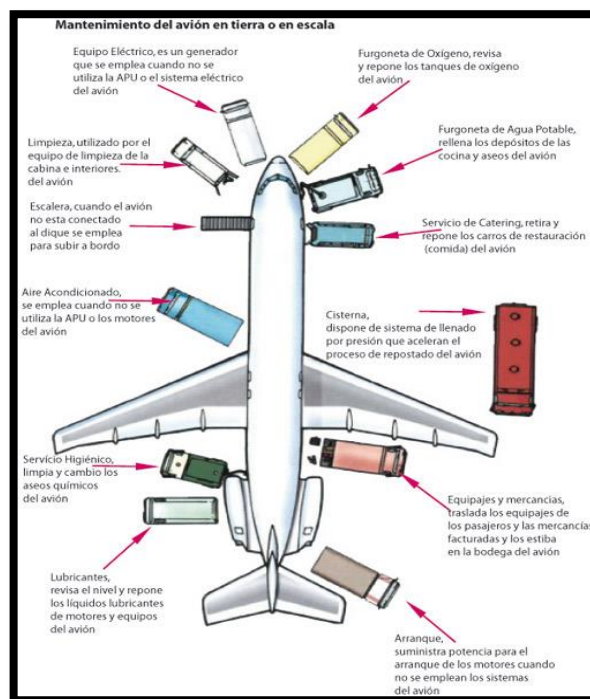 Mantenimiento del avión en tierra o en escala
Equipo Eléctrico, es un generador
que se emplea cuando no se
utiliza la APU o el sistema eléctrico
del avión
Furgoneta de Oxígeno, revisa
y repone los tanques de oxígeno
del avión
Limpieza, utilizado por el
equipo de limpieza de la
cabina e interiores.
del avión
Furgoneta de Agua Potable,
rellena los depósitos de las
cocina y aseos del avión
Escalera, cuando el avión
no esta conectado
al dique se emplea
para subir a bordo
Servicio de Catering, retira y
repone los carros de restauración
(comida) del avión
Aire Acondicionado,
se emplea cuando no se
utiliza la APU o los motores
del avión
Cisterna,
dispone de sistema de llenado
por presión que aceleran el
proceso de repostado del avión
Servicio Higiénico,
limpia y cambio los
aseos químicos
del avión
Equipajes y mercancias,
traslada los equipajes de
los pasajeros y las mercancías
facturadas y los estiba
en la bodega del avión
Lubricantes,
revisa el nivel y repone
los líquidos lubricantes
de motores y equipos
del avión
Arranque,
suministra potencia para el
arranque de los motores cuando
no se emplean los sistemas
del avión